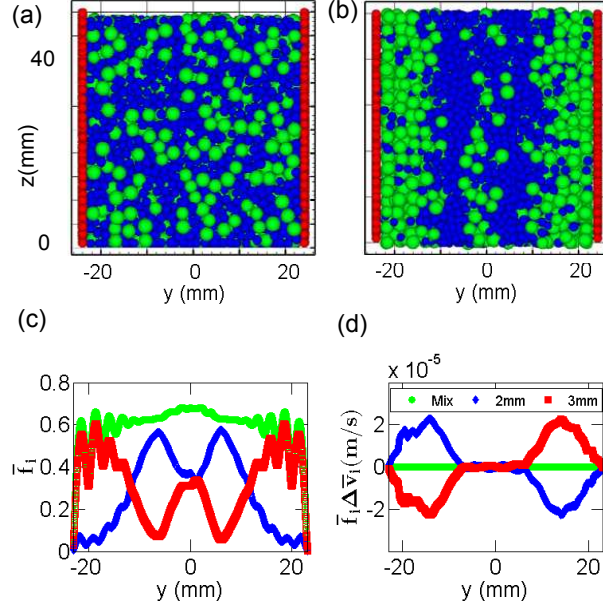 (a)
(b)
40
z(mm)
0
-20 0 20
y (mm)
-20 0 20
y (mm)
(c)
(d)
0.8
0.6
0.4
0.2
0
f̄ᵢ
-20 0 20
y (mm)
x 10⁻⁵
Mix 2mm 3mm
2
0
-2
f̄ᵢΔv̄ᵢ(m/s)
-20 0 20
y (mm)